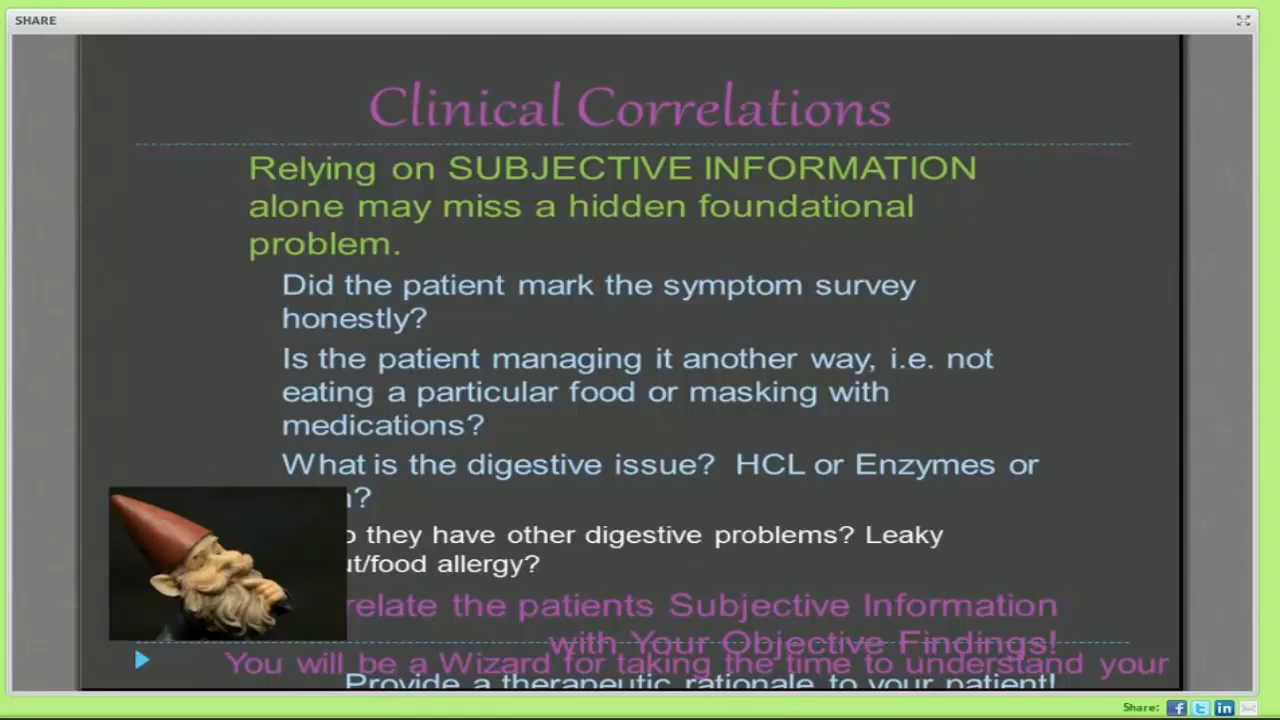 SHARE
Clinical Correlations
Relying on SUBJECTIVE INFORMATION
alone may miss a hidden foundational
problem.
Did the patient mark the symptom survey
honestly?
Is the patient managing it another way, i.e. not
eating a particular food or masking with
medications?
What is the digestive issue? HCL or Enzymes or
?
they have other digestive problems? Leaky
/food allergy?
relate the patients Subjective Information
with Your Objective Findings!
You will be a Wizard for taking the time to understand your
Provide a therapeutic rationale to your patient!
Share: